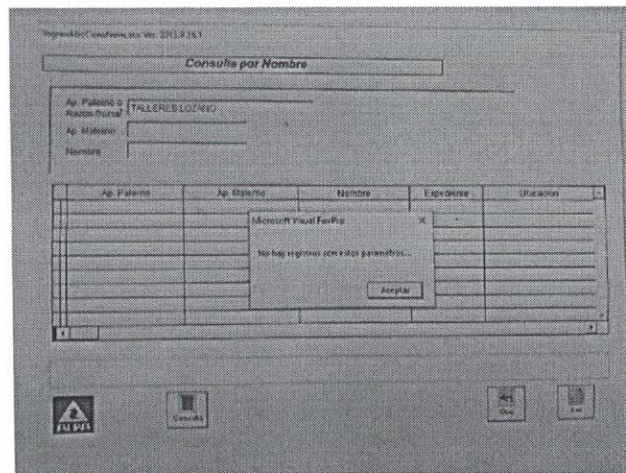 Consulta por Nombre
Ap. Paterno o
Razon Social
TALLERES LOZANO
Ap. Materno
Nombre
Ap. Paterno
Ap. Materno
Nombre
Expediente
Ubicacion
Microsoft Visual FoxPro
No hay registros con estos parametros...
Aceptar
Consulta